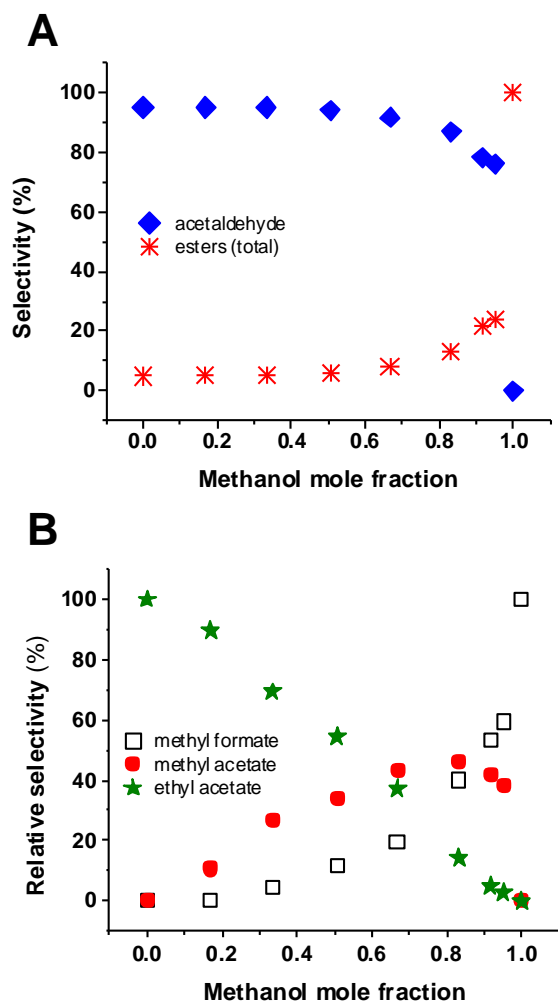 A
Selectivity (%)
100
80
60
40
20
0
acetaldehyde
esters (total)
0.0 0.2 0.4 0.6 0.8 1.0
Methanol mole fraction
B
Relative selectivity (%)
100
80
60
40
20
0
methyl formate
methyl acetate
ethyl acetate
0.0 0.2 0.4 0.6 0.8 1.0
Methanol mole fraction